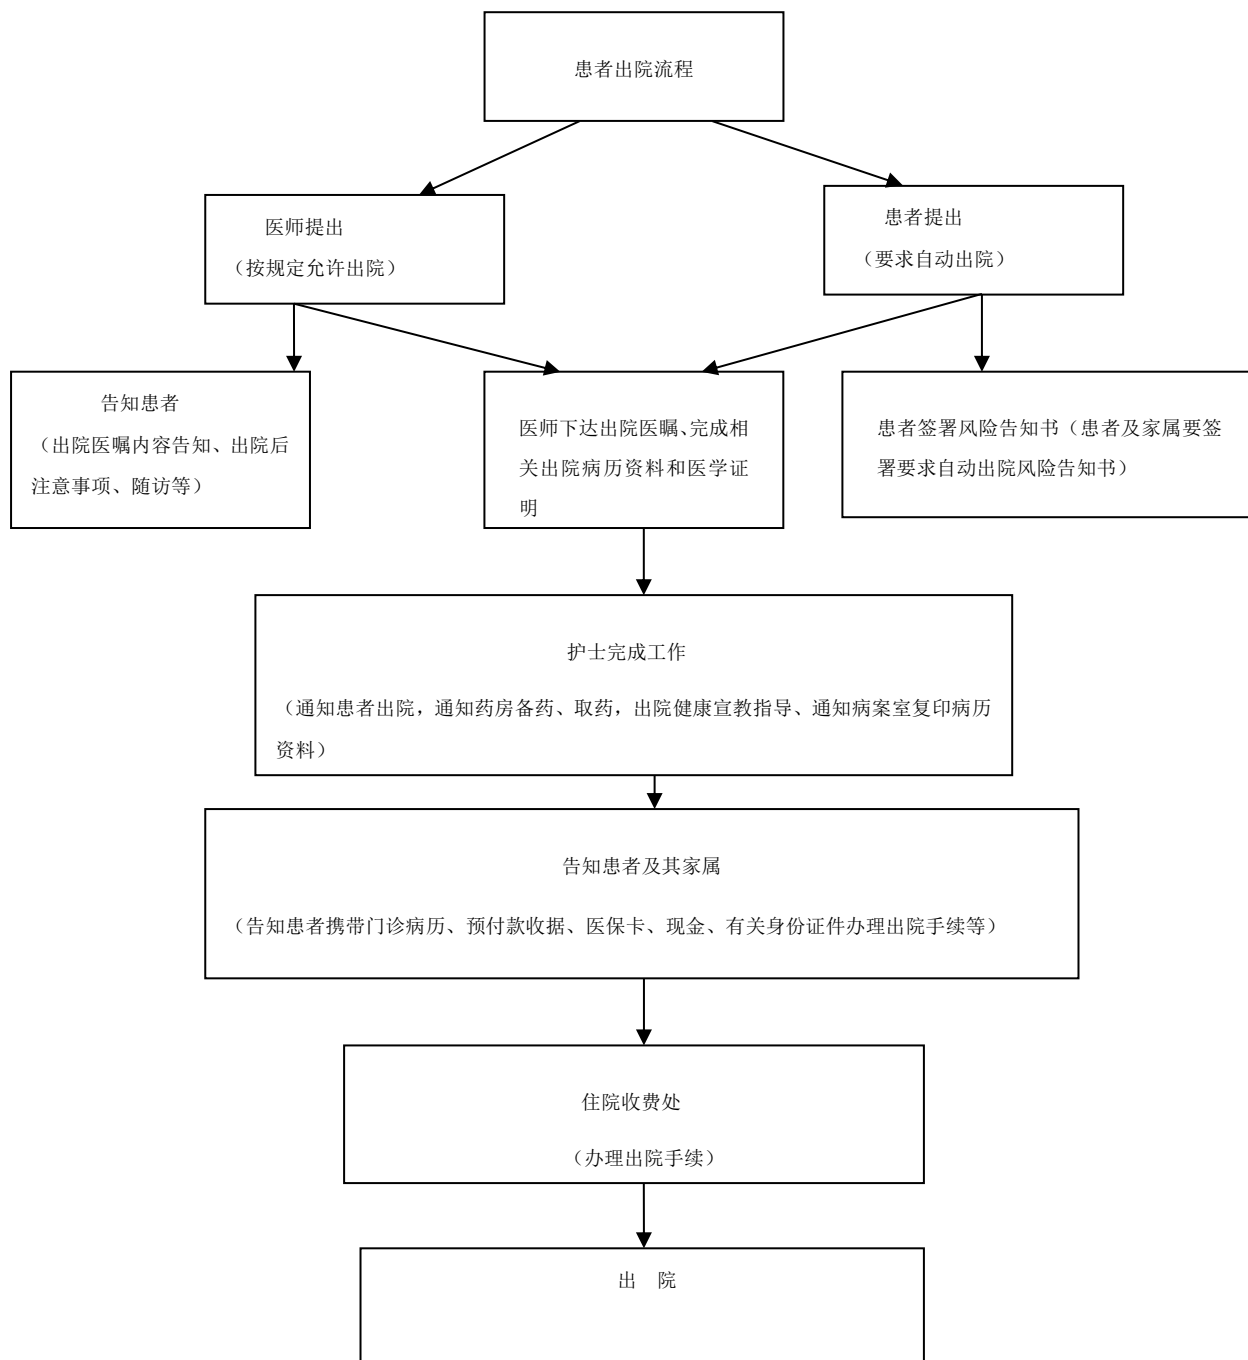 患者出院流程
医师提出
（按规定允许出院）
患者提出
（要求自动出院）
告知患者
（出院医嘱内容告知、出院后
注意事项、随访等）
医师下达出院医瞩、完成相
关出院病历资料和医学证
明
患者签署风险告知书（患者及家属要签
署要求自动出院风险告知书）
护士完成工作
（通知患者出院，通知药房备药、取药，出院健康宣教指导、通知病案室复印病历
资料）
告知患者及其家属
（告知患者携带门诊病历、预付款收据、医保卡、现金、有关身份证件办理出院手续等）
住院收费处
（办理出院手续）
出　院